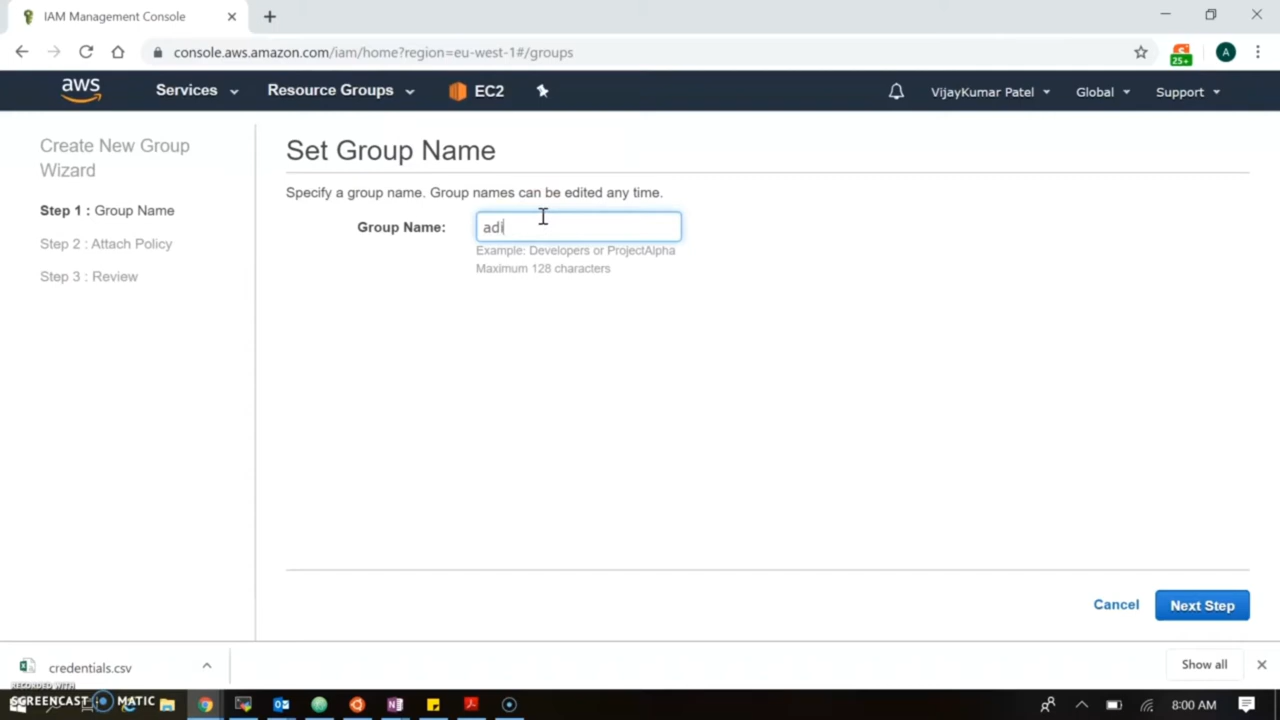 IAM Management Console
console.aws.amazon.com/iam/home?region=eu-west-1#/groups
25+
A
aws
Services
Resource Groups
EC2
VijayKumar Patel
Global
Support
Create New Group
Wizard
Step 1 : Group Name
Step 2 : Attach Policy
Step 3 : Review
Set Group Name
Specify a group name. Group names can be edited any time.
Group Name:
adi
Example: Developers or ProjectAlpha
Maximum 128 characters
Cancel
Next Step
credentials.csv
Show all
RECORDED WITH
SCREENCAST MATIC
8:00 AM